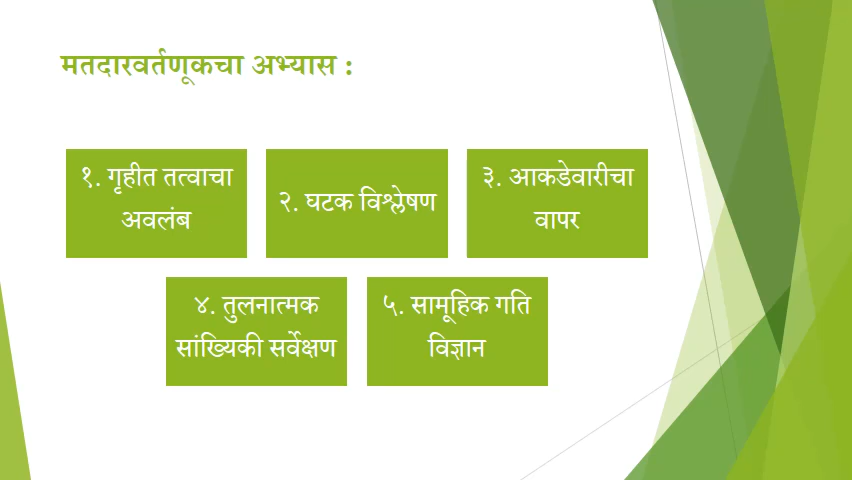 मतदारवर्तणूकचा अभ्यास :
१. गृहीत तत्वाचा
अवलंब
२. घटक विश्लेषण
३. आकडेवारीचा
वापर
४. तुलनात्मक
सांख्यिकी सर्वेक्षण
५. सामूहिक गति
विज्ञान